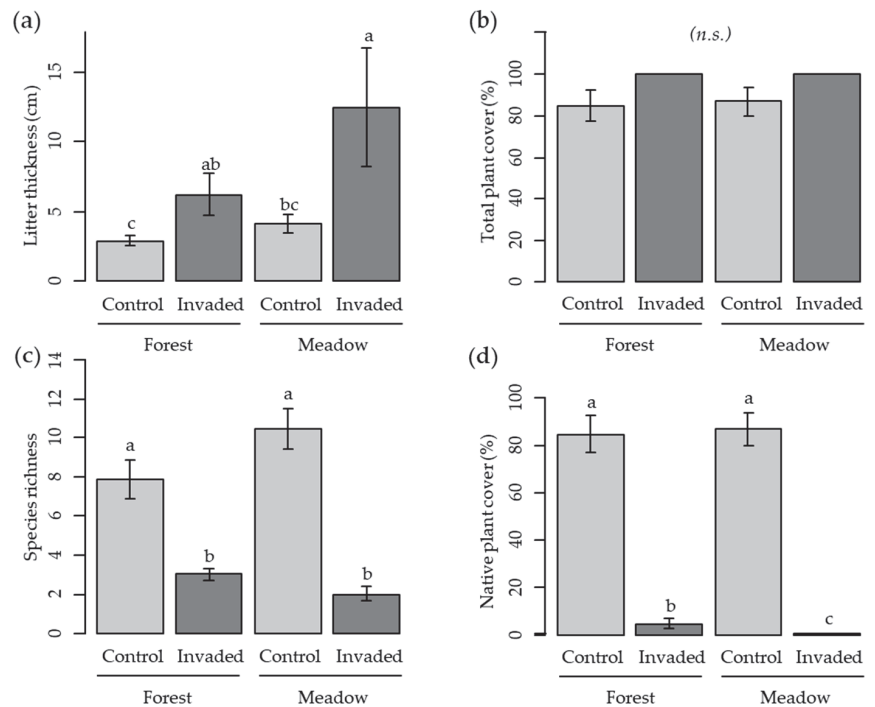 (a)
Litter thickness (cm)
15
10
5
0
c
ab
bc
a
Control Invaded Control Invaded
Forest Meadow
(b)
Total plant cover (%)
100
80
60
40
20
0
(n.s.)
Control Invaded Control Invaded
Forest Meadow
(c)
Species richness
14
12
10
8
6
4
2
0
a
b
a
b
Control Invaded Control Invaded
Forest Meadow
(d)
Native plant cover (%)
100
80
60
40
20
0
a
b
a
c
Control Invaded Control Invaded
Forest Meadow